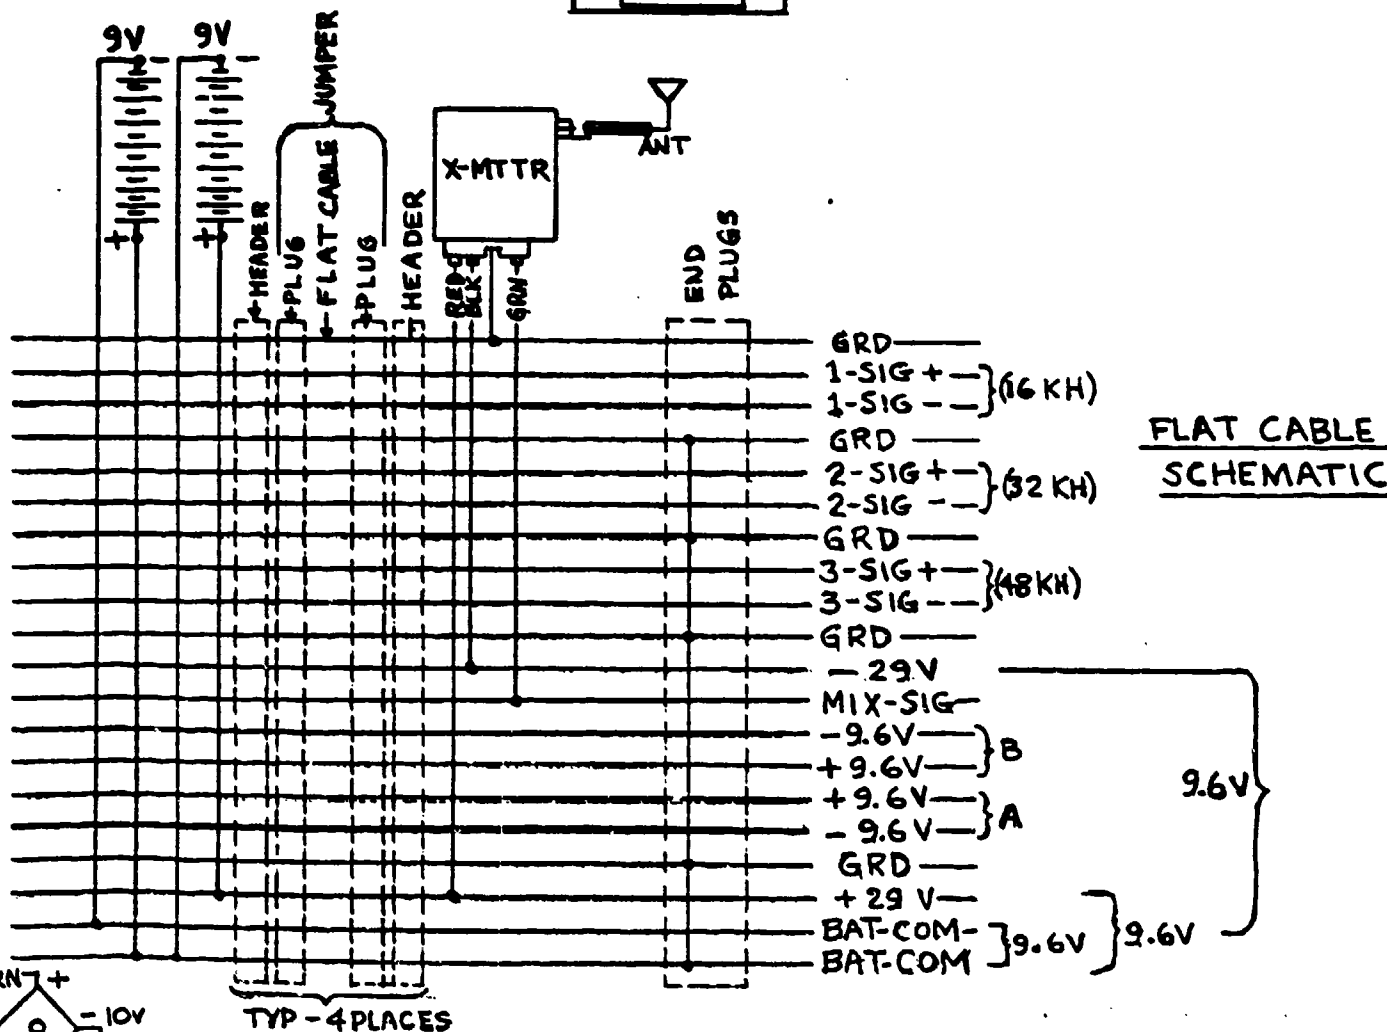 9V 9V
-
-
+
+
HEADER
PLUG
FLAT CABLE JUMPER
PLUG
HEADER
X-MTTR
ANT
RED
BLK
GRN
END
PLUGS
GRD
1-SIG +
1-SIG -
(16 KH)
GRD
2-SIG +
2-SIG -
(32 KH)
GRD
3-SIG +
3-SIG -
(48 KH)
GRD
- 29V
MIX-SIG
-9.6V
+9.6V
B
+9.6V
-9.6V
A
GRD
+29 V
BAT-COM-
BAT-COM
9.6V
9.6V
9.6V
FLAT CABLE
SCHEMATIC
+
-10V
TYP-4PLACES